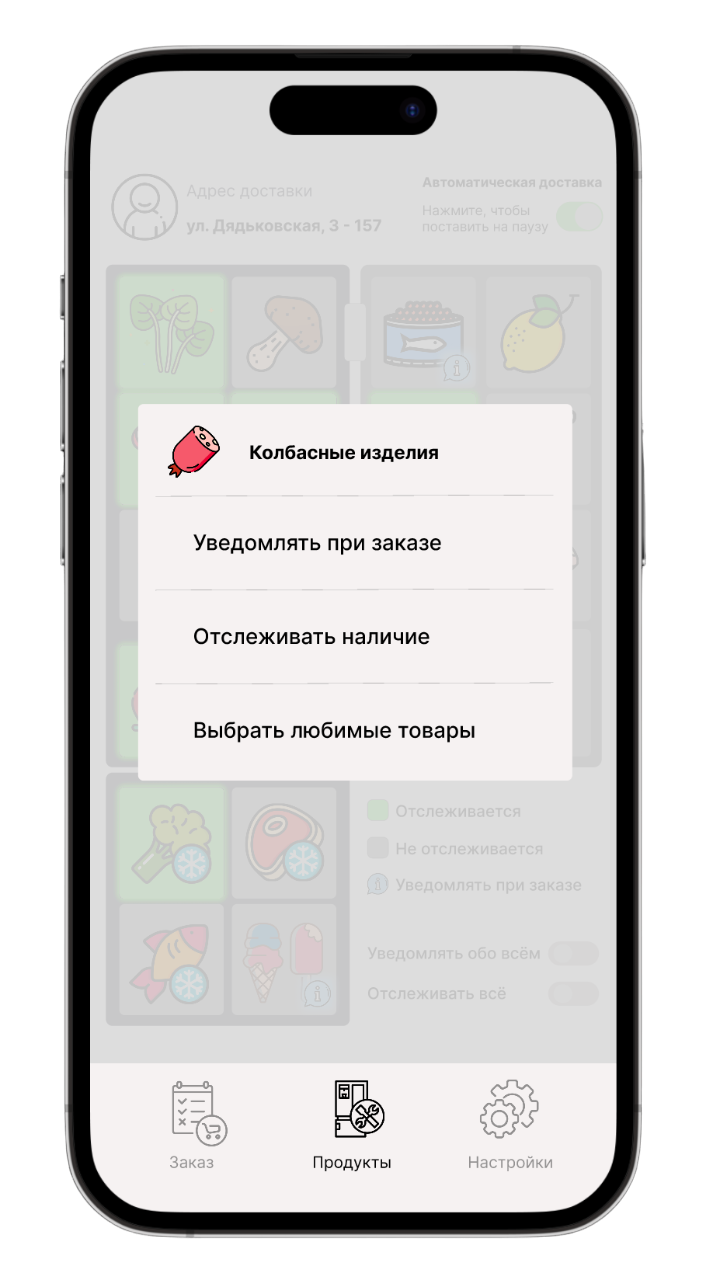 Адрес доставки
ул. Дядьковская, 3 - 157
Автоматическая доставка
Нажмите, чтобы
поставить на паузу
Колбасные изделия
Уведомлять при заказе
Отслеживать наличие
Выбрать любимые товары
Отслеживается
Не отслеживается
Уведомлять при заказе
Уведомлять обо всём
Отслеживать всё
Заказ
Продукты
Настройки